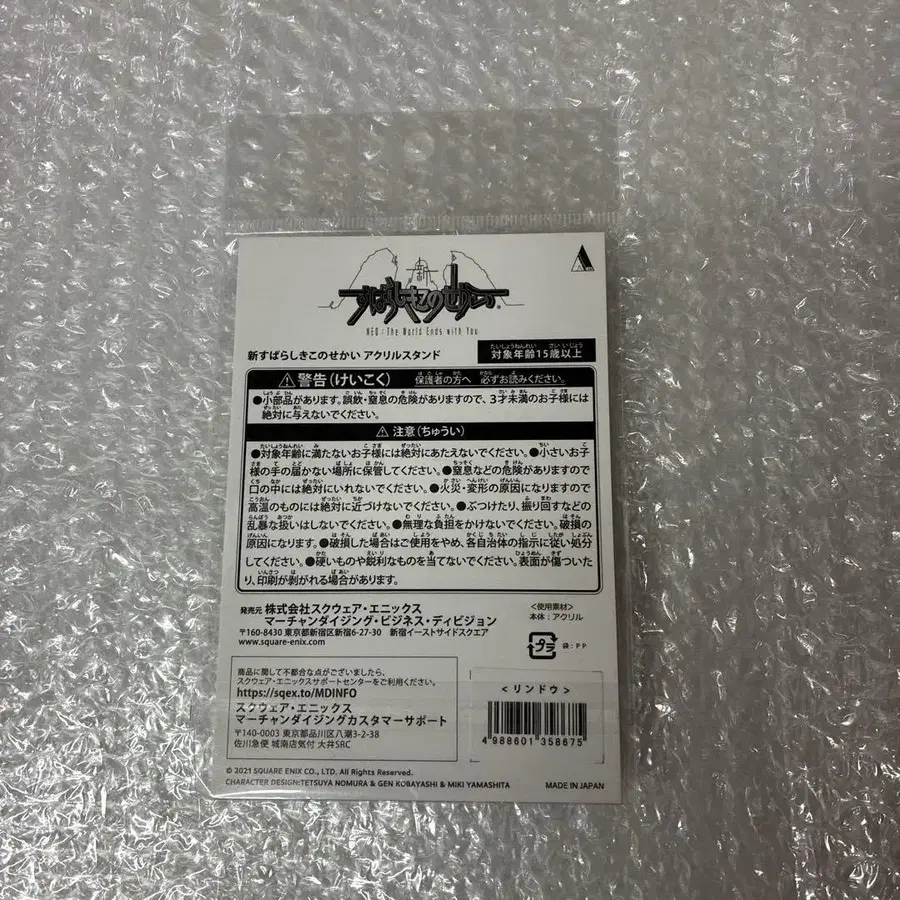 新
すばらしきこのせかい
NEO: The World Ends with You
新すばらしきこのせかい アクリルスタンド
たいしょうねんれい さい いじょう
対象年齢15歳以上
⚠警告(けいこく) 保護者の方へ 必ずお読みください。
●小部品があります。誤飲・窒息の危険がありますので、3才未満のお子様には
絶対に与えないでください。
⚠注意(ちゅうい)
●対象年齢に満たないお子様には絶対にあたえないでください。●小さいお子
様の手の届かない場所に保管してください。●窒息などの危険がありますので
口の中には絶対にいれないでください。●火災・変形の原因になりますので
高温のものには絶対に近づけないでください。●ぶつけたり、振り回すなどの
乱暴な扱いはしないでください。●無理な負担をかけないでください。破損の
原因になります。●破損した場合はご使用をやめ、各自治体の指示に従い処分
してください。●硬いものや鋭利なものを当てないでください。表面が傷ついた
り、印刷が剥がれる場合があります。
発売元 株式会社スクウェア・エニックス
マーチャンダイジング・ビジネス・ディビジョン
〒160-8430 東京都新宿区新宿6-27-30 新宿イーストサイドスクエア
www.square-enix.com
<使用素材>
本体:アクリル
プラ 袋:PP
商品に関して不都合な点がございましたら、
スクウェア・エニックスサポートセンターをご利用ください。
https://sqex.to/MDINFO
スクウェア・エニックス
マーチャンダイジングカスタマーサポート
〒140-0003 東京都品川区八潮3-2-38
佐川急便 城南店気付 大井SRC
<リンドウ>
4 988601 358675
© 2021 SQUARE ENIX CO., LTD. All Rights Reserved.
CHARACTER DESIGN:TETSUYA NOMURA & GEN KOBAYASHI & MIKI YAMASHITA
MADE IN JAPAN